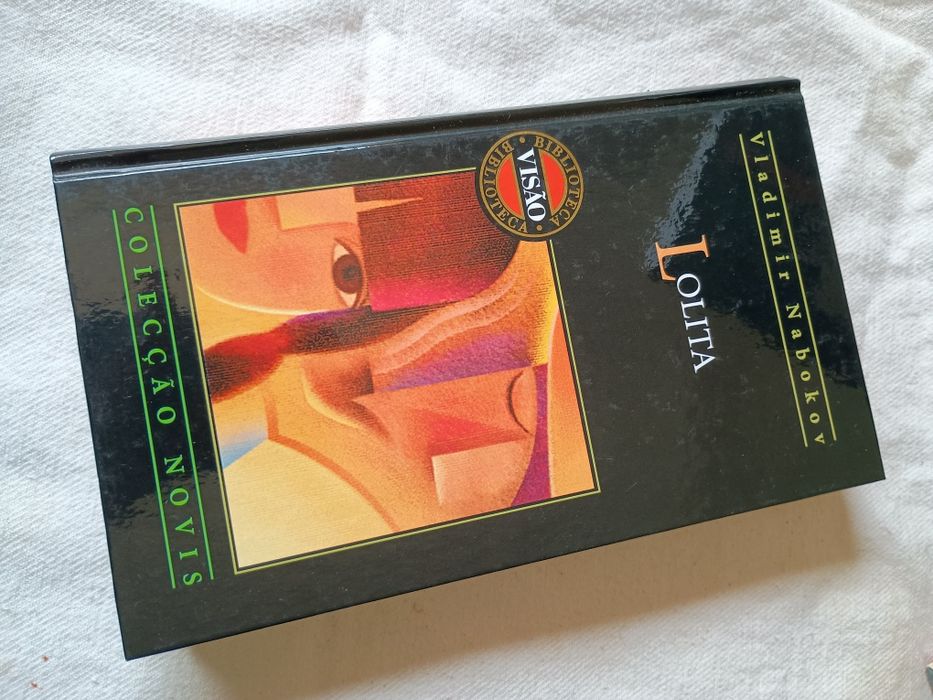 Vladimir Nabokov
LOLITA
BIBLIOTECA
VISÃO
BIBLIOTECA
COLECÇÃO NOVIS